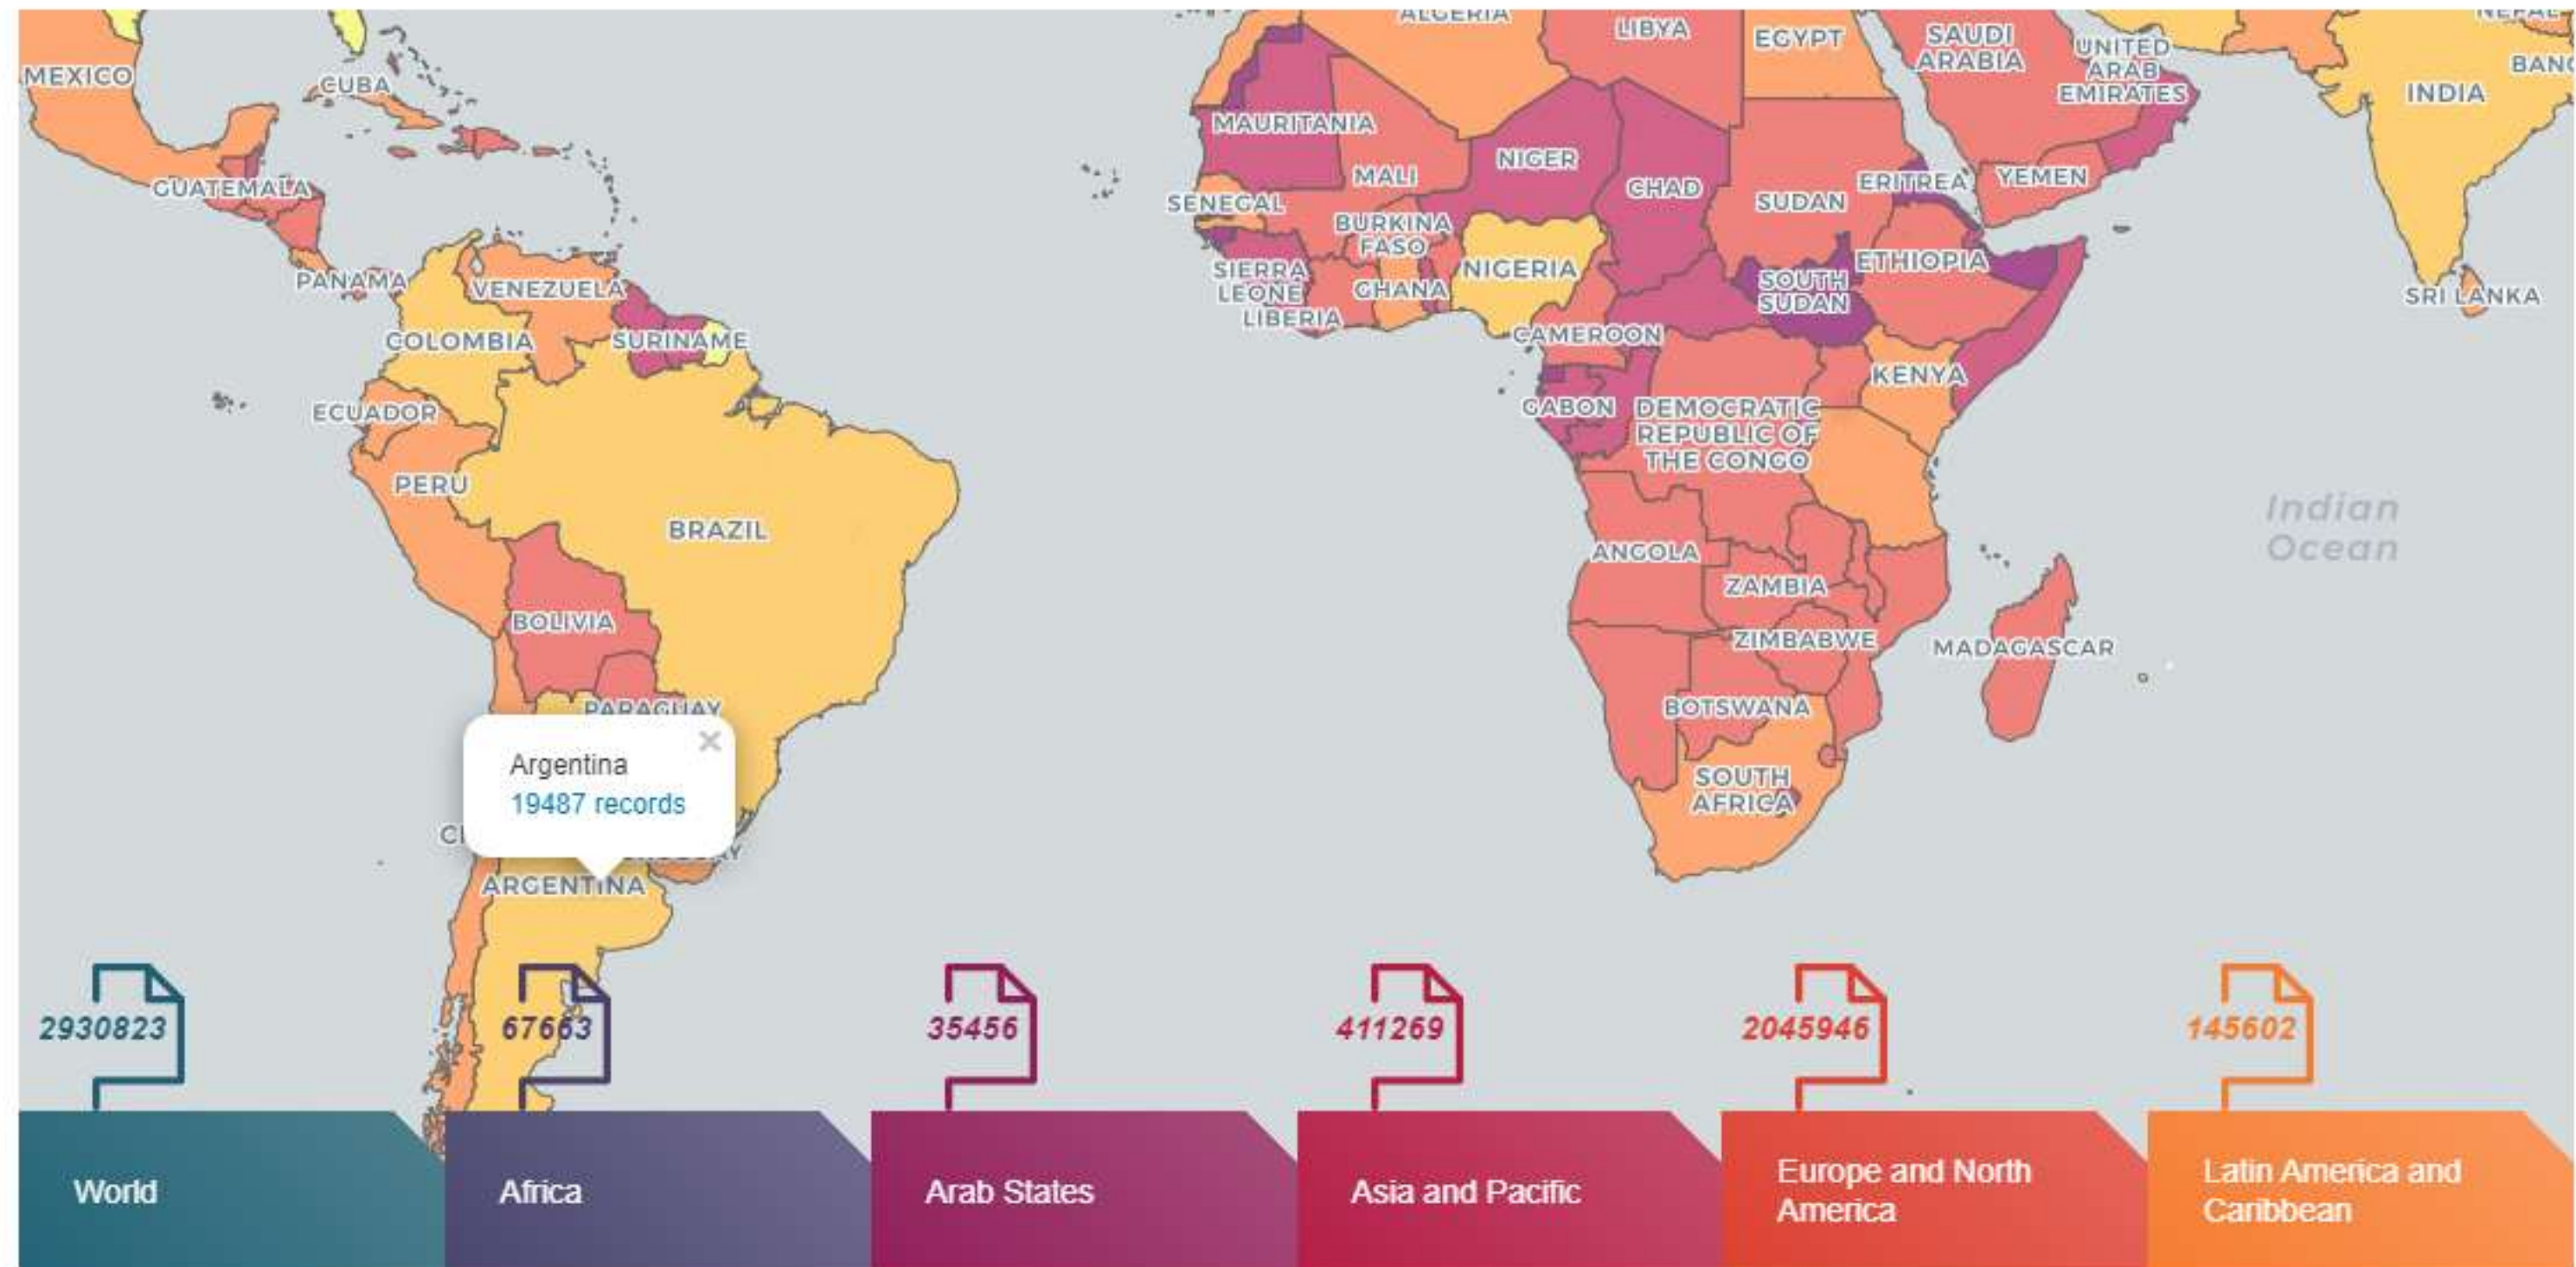 ALGERIA
LIBYA
EGYPT
SAUDI
ARABIA
UNITED
ARAB
EMIRATES
NEPAL
INDIA
MEXICO
CUBA
GUATEMALA
PANAMA
VENEZUELA
COLOMBIA
SURINAME
ECUADOR
PERU
BRAZIL
BOLIVIA
PARAGUAY
Argentina
19487 records
ARGENTINA
MAURITANIA
MALI
NIGER
CHAD
SUDAN
ERITREA
YEMEN
SENEGAL
BURKINA
FASO
SIERRA
LEONE
LIBERIA
GHANA
NIGERIA
CAMEROON
SOUTH
SUDAN
ETHIOPIA
SRI LANKA
GABON
DEMOCRATIC
REPUBLIC OF
THE CONGO
KENYA
Indian
Ocean
ANGOLA
ZAMBIA
ZIMBABWE
MADAGASCAR
BOTSWANA
SOUTH
AFRICA
2930823
67663
35456
411269
2045946
145602
World
Africa
Arab States
Asia and Pacific
Europe and North
America
Latin America and
Caribbean